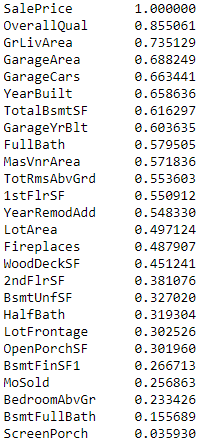 SalePrice 1.000000
OverallQual 0.855061
GrLivArea 0.735129
GarageArea 0.688249
GarageCars 0.663441
YearBuilt 0.658636
TotalBsmtSF 0.616297
GarageYrBlt 0.603635
FullBath 0.579505
MasVnrArea 0.571836
TotRmsAbvGrd 0.553603
1stFlrSF 0.550912
YearRemodAdd 0.548330
LotArea 0.497124
Fireplaces 0.487907
WoodDeckSF 0.451241
2ndFlrSF 0.381076
BsmtUnfSF 0.327020
HalfBath 0.319304
LotFrontage 0.302526
OpenPorchSF 0.301960
BsmtFinSF1 0.266713
MoSold 0.256863
BedroomAbvGr 0.233426
BsmtFullBath 0.155689
ScreenPorch 0.035930